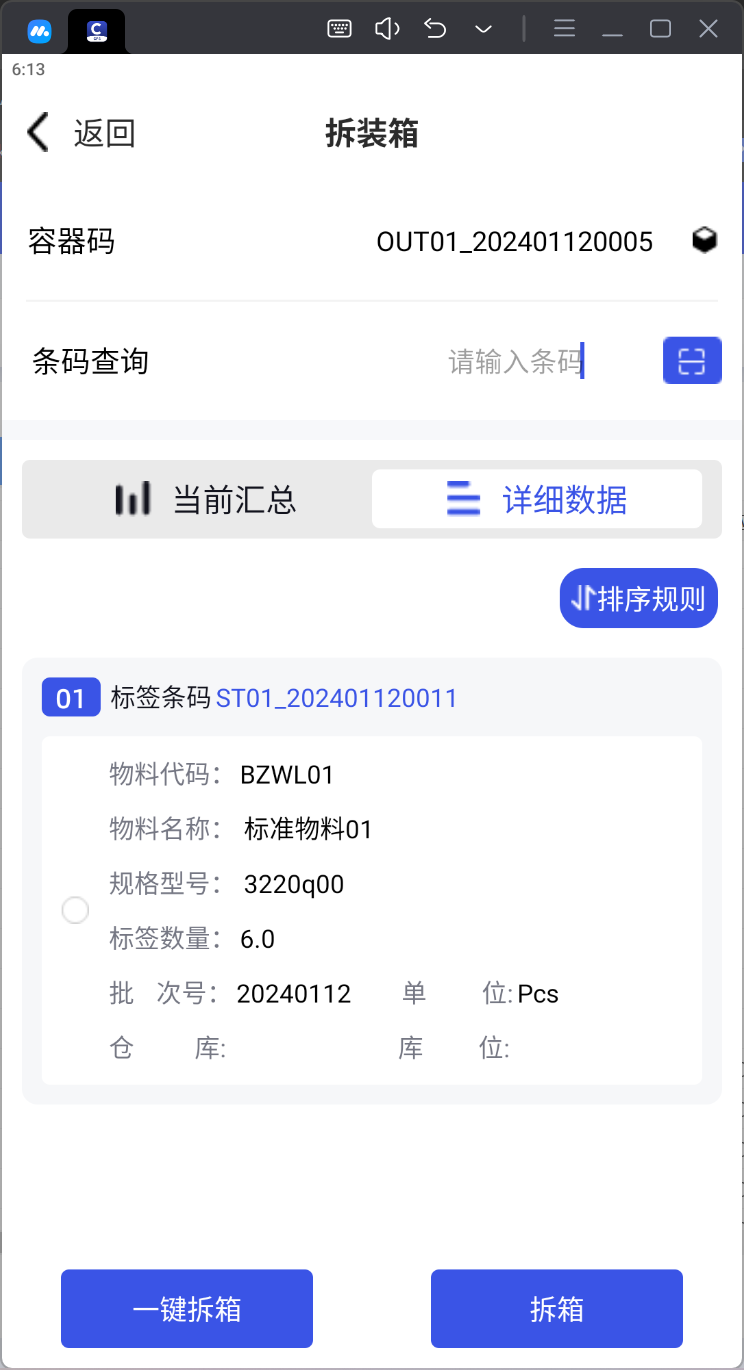 6:13
返回
拆装箱
容器码 OUT01_202401120005
条码查询 请输入条码
当前汇总 详细数据
排序规则
01 标签条码 ST01_202401120011
物料代码： BZWL01
物料名称： 标准物料01
规格型号： 3220q00
标签数量： 6.0
批 次号： 20240112 单 位: Pcs
仓 库: 库 位:
一键拆箱 拆箱